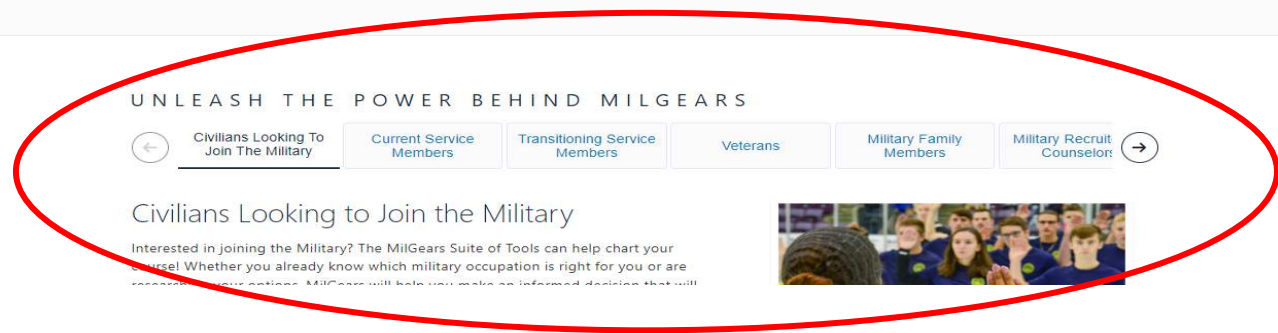 UNLEASH THE POWER BEHIND MILGEARS
Civilians Looking To
Join The Military
Current Service
Members
Transitioning Service
Members
Veterans
Military Family
Members
Military Recruit
Counselors
Civilians Looking to Join the Military
Interested in joining the Military? The MilGears Suite of Tools can help chart your
course! Whether you already know which military occupation is right for you or are
your options, MilGears will help you make an informed decision that will